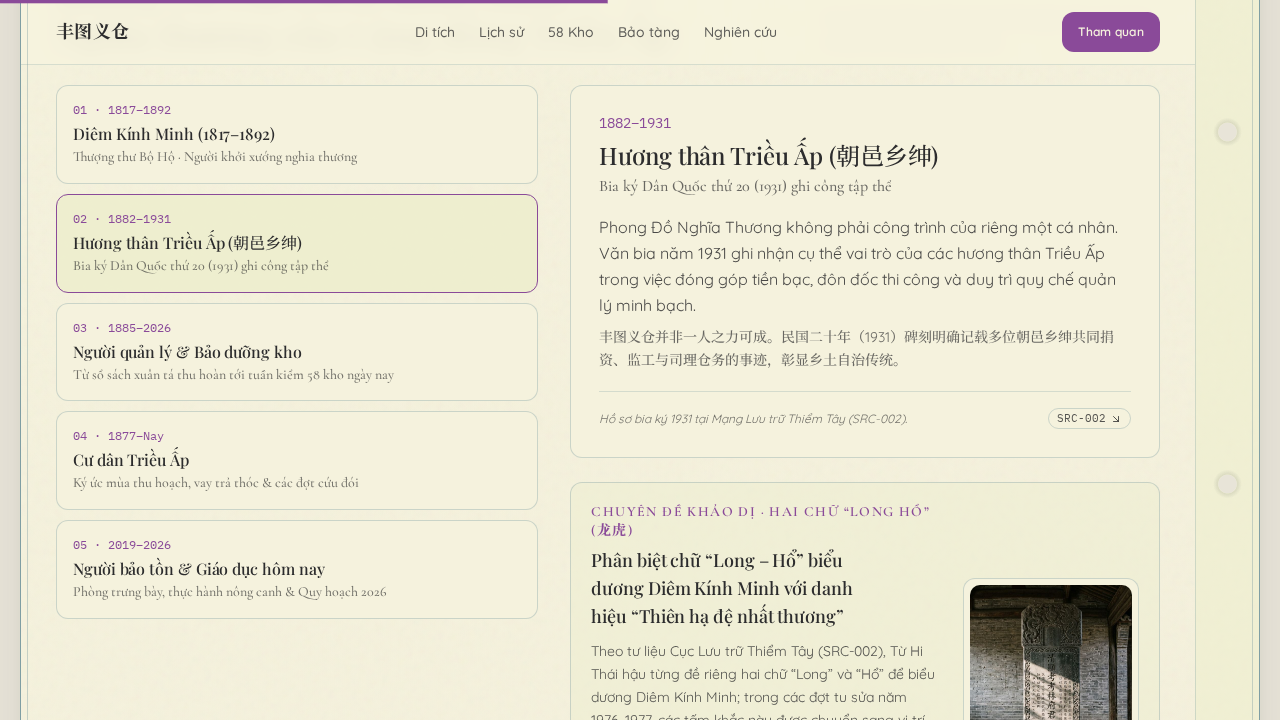 丰图义仓
Di tích
Lịch sử
58 Kho
Bảo tàng
Nghiên cứu
Tham quan
01 · 1817–1892
Diêm Kính Minh (1817–1892)
Thượng thư Bộ Hộ · Người khởi xướng nghĩa thương
02 · 1882–1931
Hương thân Triều Ấp (朝邑乡绅)
Bia ký Dân Quốc thứ 20 (1931) ghi công tập thể
03 · 1885–2026
Người quản lý & Bảo dưỡng kho
Từ sổ sách xuân tá thu hoàn tới tuần kiểm 58 kho ngày nay
04 · 1877–Nay
Cư dân Triều Ấp
Ký ức mùa thu hoạch, vay trả thóc & các đợt cứu đói
05 · 2019–2026
Người bảo tồn & Giáo dục hôm nay
Phòng trưng bày, thực hành nông canh & Quy hoạch 2026
1882–1931
Hương thân Triều Ấp (朝邑乡绅)
Bia ký Dân Quốc thứ 20 (1931) ghi công tập thể
Phong Đồ Nghĩa Thương không phải công trình của riêng một cá nhân.
Văn bia năm 1931 ghi nhận cụ thể vai trò của các hương thân Triều Ấp
trong việc đóng góp tiền bạc, đôn đốc thi công và duy trì quy chế quản
lý minh bạch.
丰图义仓并非一人之力可成。民国二十年（1931）碑刻明确记载多位朝邑乡绅共同捐
资、监工与司理仓务的事迹，彰显乡土自治传统。
Hồ sơ bia ký 1931 tại Mạng Lưu trữ Thiểm Tây (SRC-002).
SRC-002 ↘
CHUYÊN ĐỀ KHẢO DỊ · HAI CHỮ “LONG HỔ”
(龙虎)
Phân biệt chữ “Long – Hổ” biểu
dương Diêm Kính Minh với danh
hiệu “Thiên hạ đệ nhất thương”
Theo tư liệu Cục Lưu trữ Thiểm Tây (SRC-002), Từ Hi
Thái hậu từng đề riêng hai chữ “Long” và “Hổ” để biểu
dương Diêm Kính Minh; trong các đợt tu sửa năm